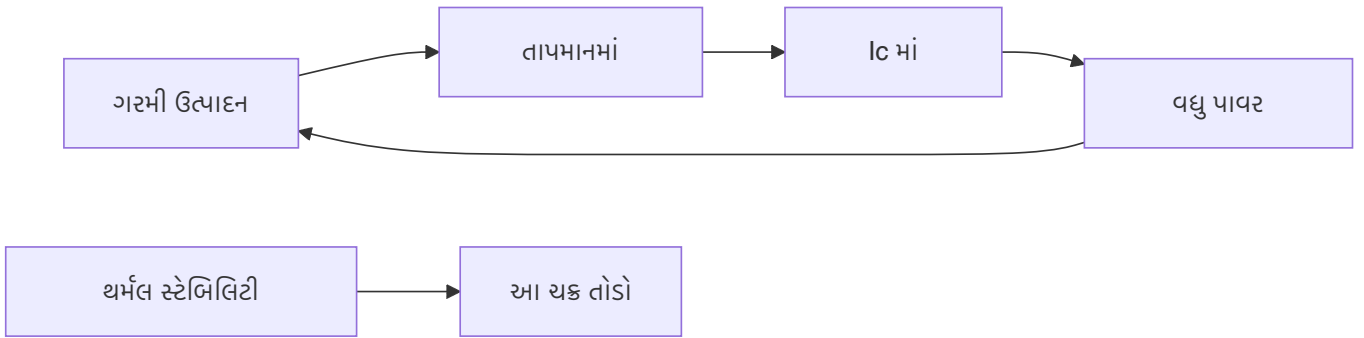 ગરમી ઉત્પાદન
તાપમાનમાં
Ic માં
વધુ પાવર
થર્મલ સ્ટેબિલિટી
આ ચક્ર તોડો